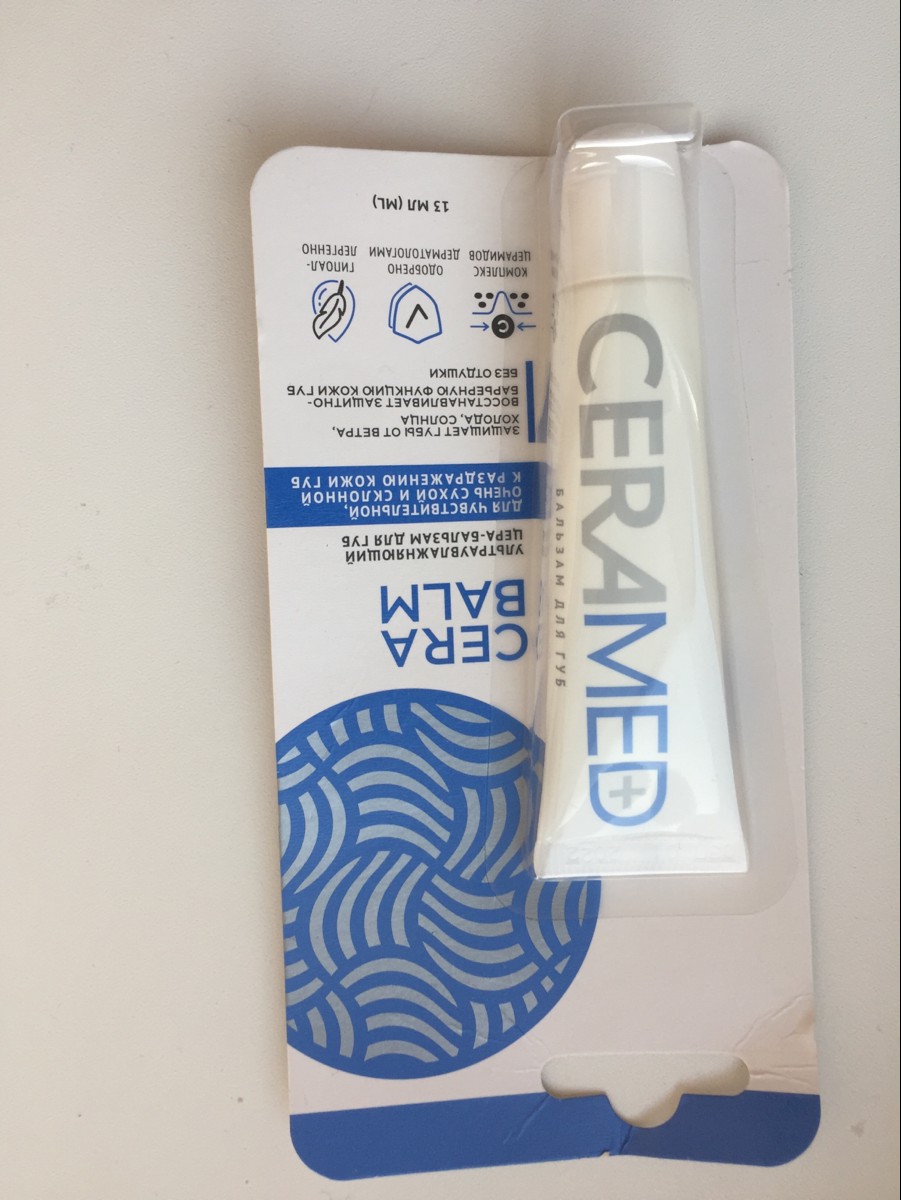 CERA
BALM
УЛЬТРАУВЛАЖНЯЮЩИЙ
ЦЕРА-БАЛЬЗАМ ДЛЯ ГУБ
ДЛЯ ЧУВСТВИТЕЛЬНОЙ,
ОЧЕНЬ СУХОЙ И СКЛОННОЙ
К РАЗДРАЖЕНИЮ КОЖИ ГУБ
ЗАЩИЩАЕТ ГУБЫ ОТ ВЕТРА,
ХОЛОДА, СОЛНЦА
ВОССТАНАВЛИВАЕТ ЗАЩИТНО-
БАРЬЕРНУЮ ФУНКЦИЮ КОЖИ ГУБ
БЕЗ ОТДУШКИ
C
КОМПЛЕКС
ЦЕРАМИДОВ
ОДОБРЕНО
ДЕРМАТОЛОГАМИ
ГИПОАЛ-
ЛЕРГЕННО
13 МЛ (ML)
CERAMED
БАЛЬЗАМ ДЛЯ ГУБ